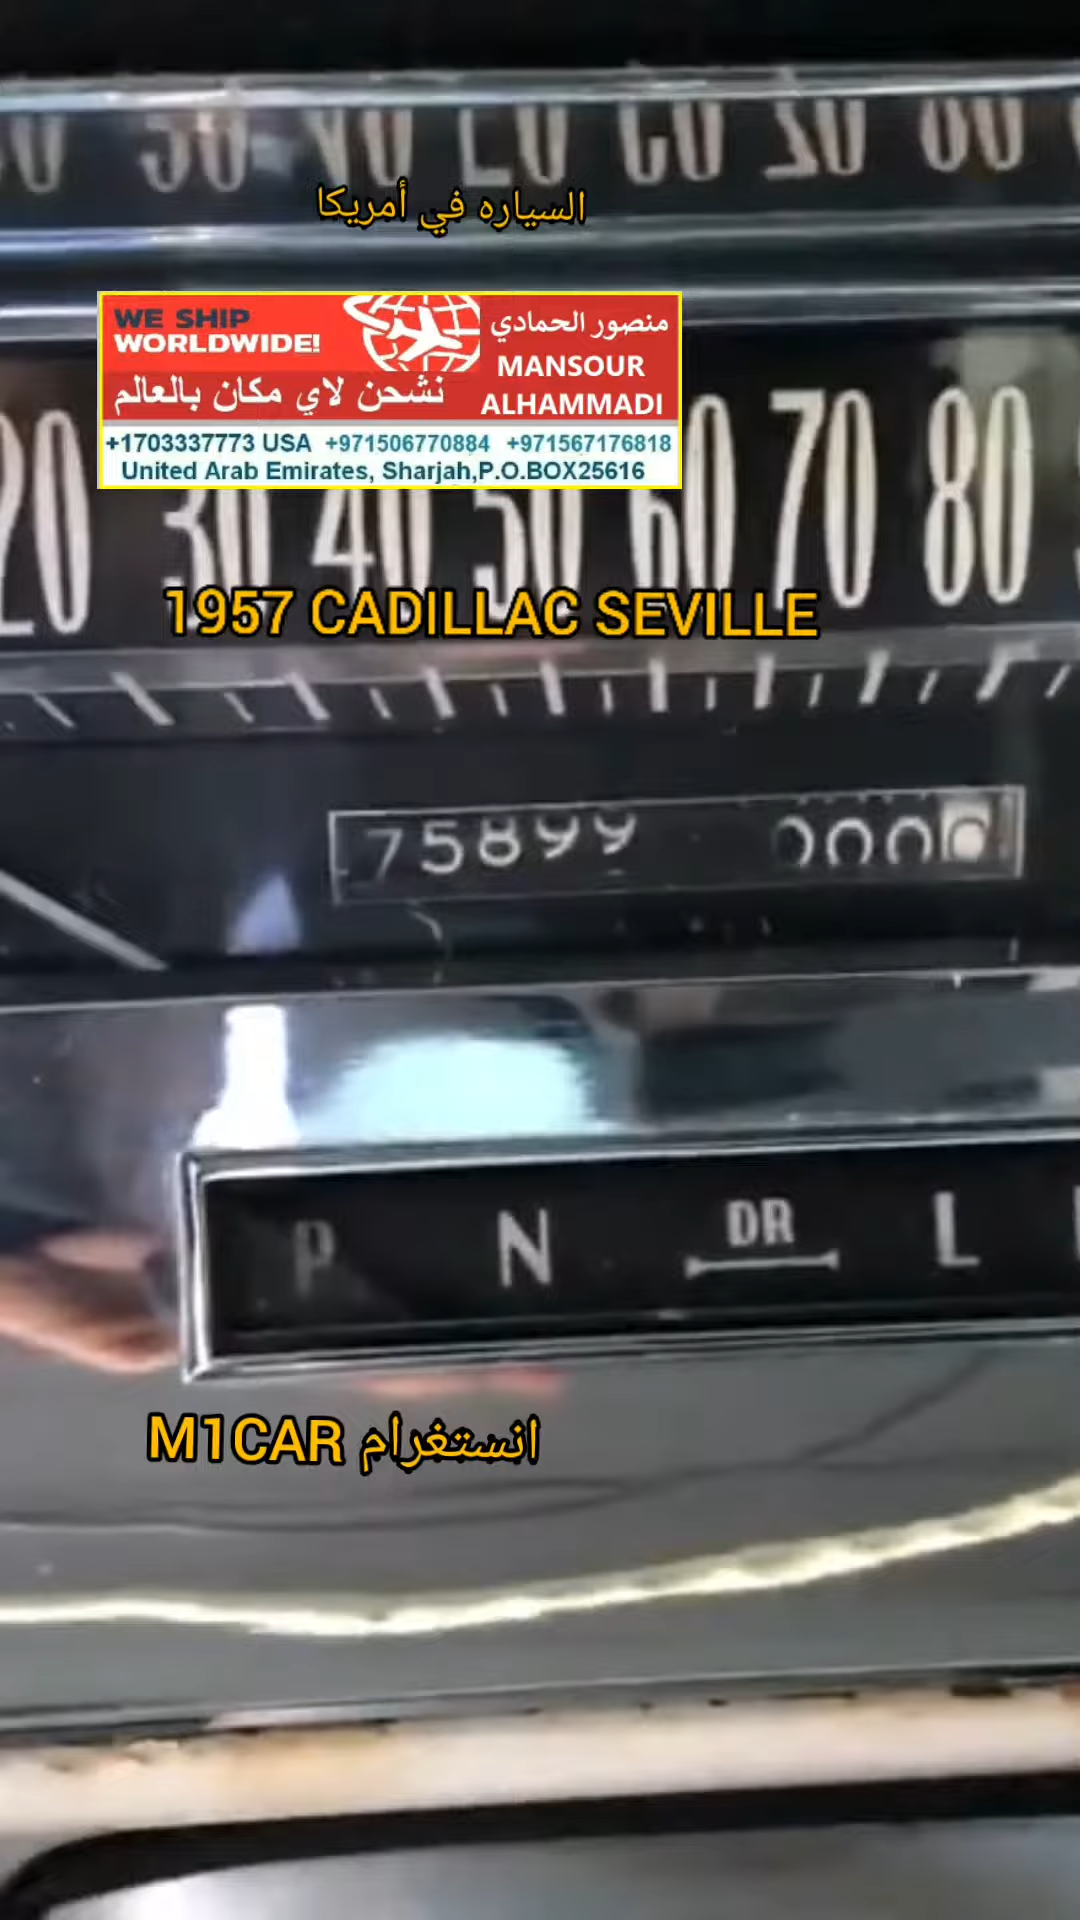 السياره في أمريكا
WE SHIP
WORLDWIDE!
نشحن لاي مكان بالعالم
منصور الحمادي
MANSOUR
ALHAMMADI
+1703337773 USA +971506770884 +971567176818
United Arab Emirates, Sharjah,P.O.BOX25616
20 30 40 50 60 70 80
1957 CADILLAC SEVILLE
75899 000
P N DR L
M1CAR انستغرام